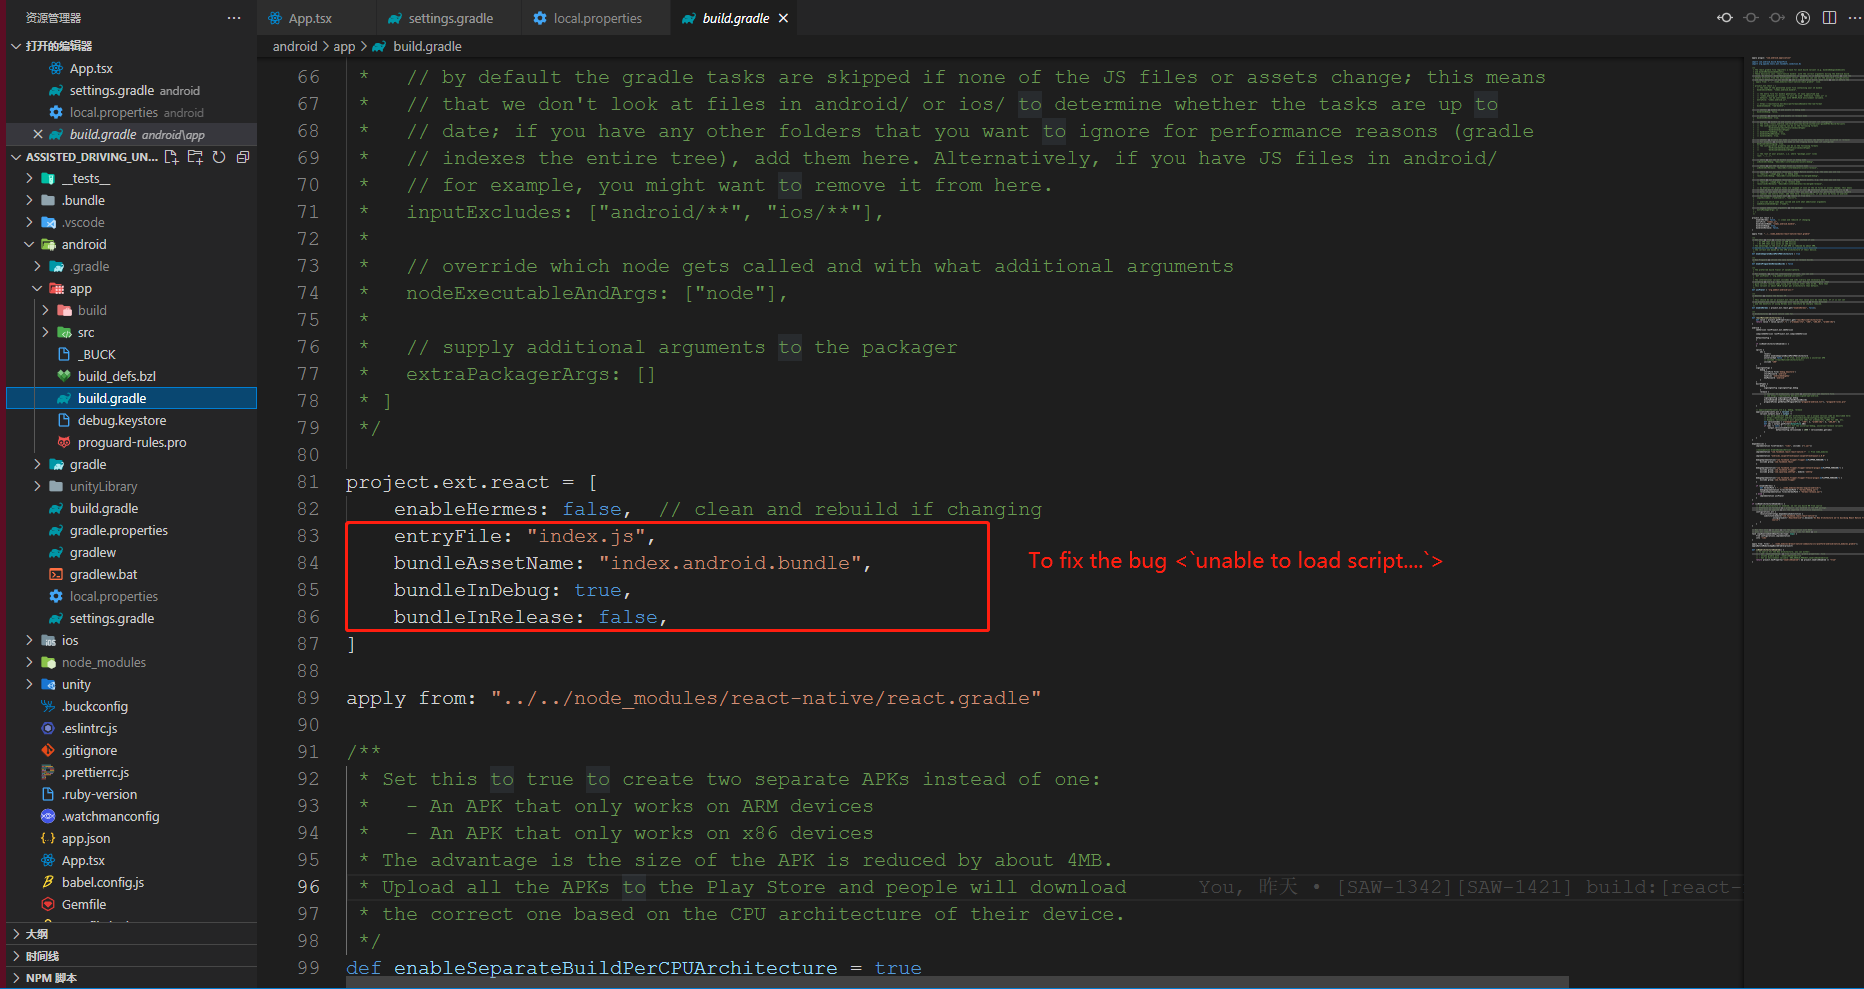 资源管理器
打开的编辑器
App.tsx
settings.gradle android
local.properties android
build.gradle android\app
ASSISTED_DRIVING_UN...
__tests__
.bundle
.vscode
android
.gradle
app
build
src
_BUCK
build_defs.bzl
build.gradle
debug.keystore
proguard-rules.pro
gradle
unityLibrary
build.gradle
gradle.properties
gradlew
gradlew.bat
local.properties
settings.gradle
ios
node_modules
unity
.buckconfig
.eslintrc.js
.gitignore
.prettierrc.js
.ruby-version
.watchmanconfig
app.json
App.tsx
babel.config.js
Gemfile
大纲
时间线
NPM 脚本
App.tsx
settings.gradle
local.properties
build.gradle
android > app > build.gradle
66 * // by default the gradle tasks are skipped if none of the JS files or assets change; this means
67 * // that we don't look at files in android/ or ios/ to determine whether the tasks are up to
68 * // date; if you have any other folders that you want to ignore for performance reasons (gradle
69 * // indexes the entire tree), add them here. Alternatively, if you have JS files in android/
70 * // for example, you might want to remove it from here.
71 * inputExcludes: ["android/**", "ios/**"],
72 *
73 * // override which node gets called and with what additional arguments
74 * nodeExecutableAndArgs: ["node"],
75 *
76 * // supply additional arguments to the packager
77 * extraPackagerArgs: []
78 * ]
79 */
80
81 project.ext.react = [
82 enableHermes: false, // clean and rebuild if changing
83 entryFile: "index.js",
84 bundleAssetName: "index.android.bundle",
85 bundleInDebug: true,
86 bundleInRelease: false,
87 ]
To fix the bug <`unable to load script....`>
88
89 apply from: "../../node_modules/react-native/react.gradle"
90
91 /**
92 * Set this to true to create two separate APKs instead of one:
93 * - An APK that only works on ARM devices
94 * - An APK that only works on x86 devices
95 * The advantage is the size of the APK is reduced by about 4MB.
96 * Upload all the APKs to the Play Store and people will download You, 昨天 • [SAW-1342][SAW-1421] build:[react-
97 * the correct one based on the CPU architecture of their device.
98 */
99 def enableSeparateBuildPerCPUArchitecture = true